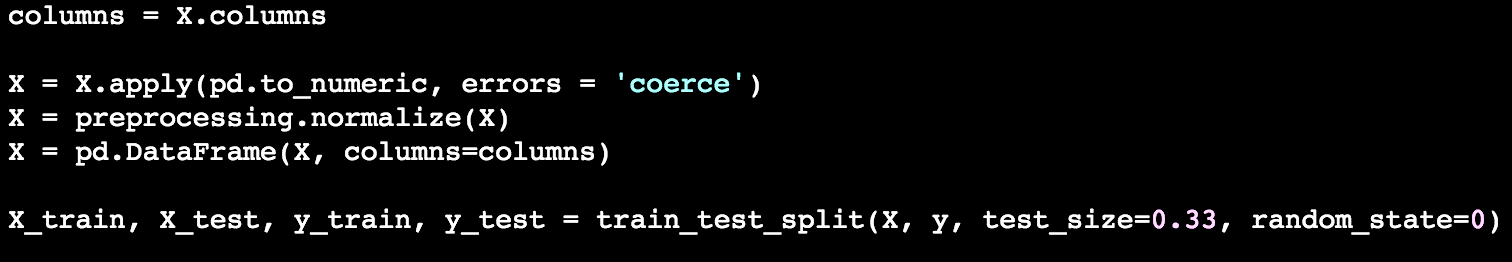 columns = X.columns
X = X.apply(pd.to_numeric, errors = 'coerce')
X = preprocessing.normalize(X)
X = pd.DataFrame(X, columns=columns)
X_train, X_test, y_train, y_test = train_test_split(X, y, test_size=0.33, random_state=0)